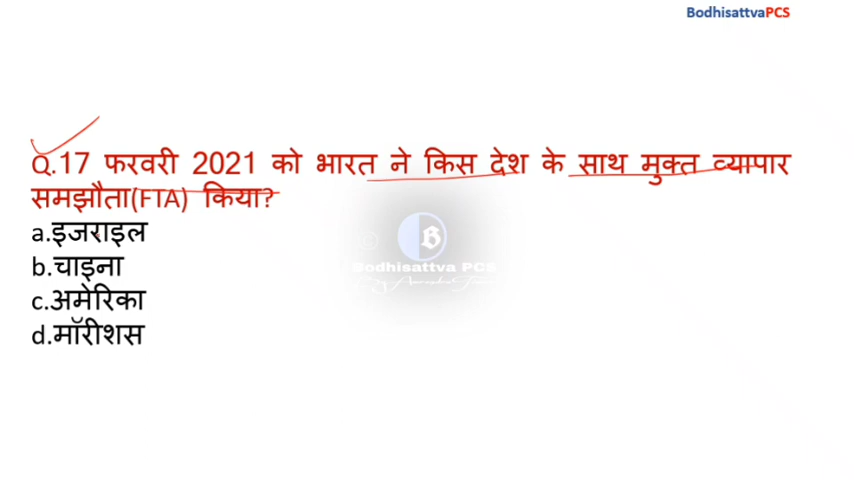 BodhisattvaPCS
Q.17 फरवरी 2021 को भारत ने किस देश के साथ मुक्त व्यापार
समझौता(FTA) किया?
a.इजराइल
b.चाइना
c.अमेरिका
d.मॉरीशस
B
Bodhisattva PCS